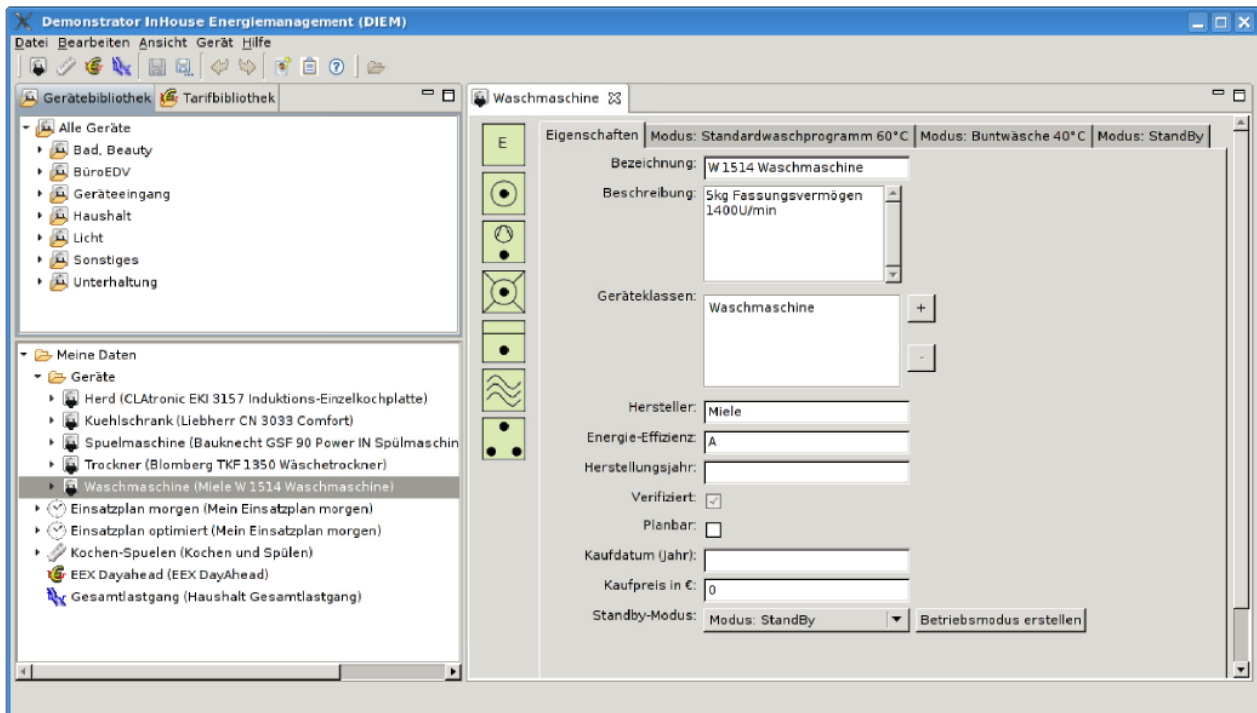 Demonstrator InHouse Energiemanagement (DIEM)
Datei Bearbeiten Ansicht Gerät Hilfe
Gerätebibliothek Tarifbibliothek
Alle Geräte
Bad, Beauty
BüroEDV
Geräteeingang
Haushalt
Licht
Sonstiges
Unterhaltung
Meine Daten
Geräte
Herd (CLAtronic EKI 3157 Induktions-Einzelkochplatte)
Kuehlschrank (Liebherr CN 3033 Comfort)
Spuelmaschine (Bauknecht GSF 90 Power IN Spülmaschin
Trockner (Blomberg TKF 1350 Wäschetrockner)
Waschmaschine (Miele W 1514 Waschmaschine)
Einsatzplan morgen (Mein Einsatzplan morgen)
Einsatzplan optimiert (Mein Einsatzplan morgen)
Kochen-Spuelen (Kochen und Spülen)
EEX Dayahead (EEX DayAhead)
Gesamtlastgang (Haushalt Gesamtlastgang)
Waschmaschine
E
Eigenschaften Modus: Standardwaschprogramm 60°C Modus: Buntwäsche 40°C Modus: StandBy
Bezeichnung: W 1514 Waschmaschine
Beschreibung: 5kg Fassungsvermögen
1400U/min
Geräteklassen: Waschmaschine
+
-
Hersteller: Miele
Energie-Effizienz: A
Herstellungsjahr:
Verifiziert:
Planbar:
Kaufdatum (Jahr):
Kaufpreis in €: 0
Standby-Modus: Modus: StandBy Betriebsmodus erstellen